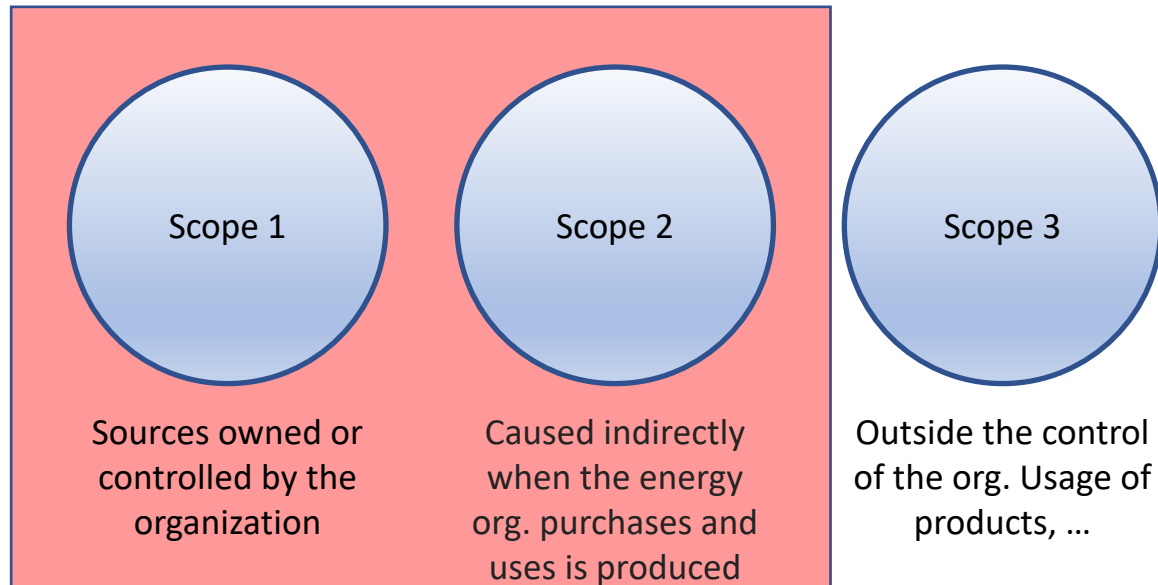 Scope 1
Scope 2
Scope 3
Sources owned or
controlled by the
organization
Caused indirectly
when the energy
org. purchases and
uses is produced
Outside the control
of the org. Usage of
products, …